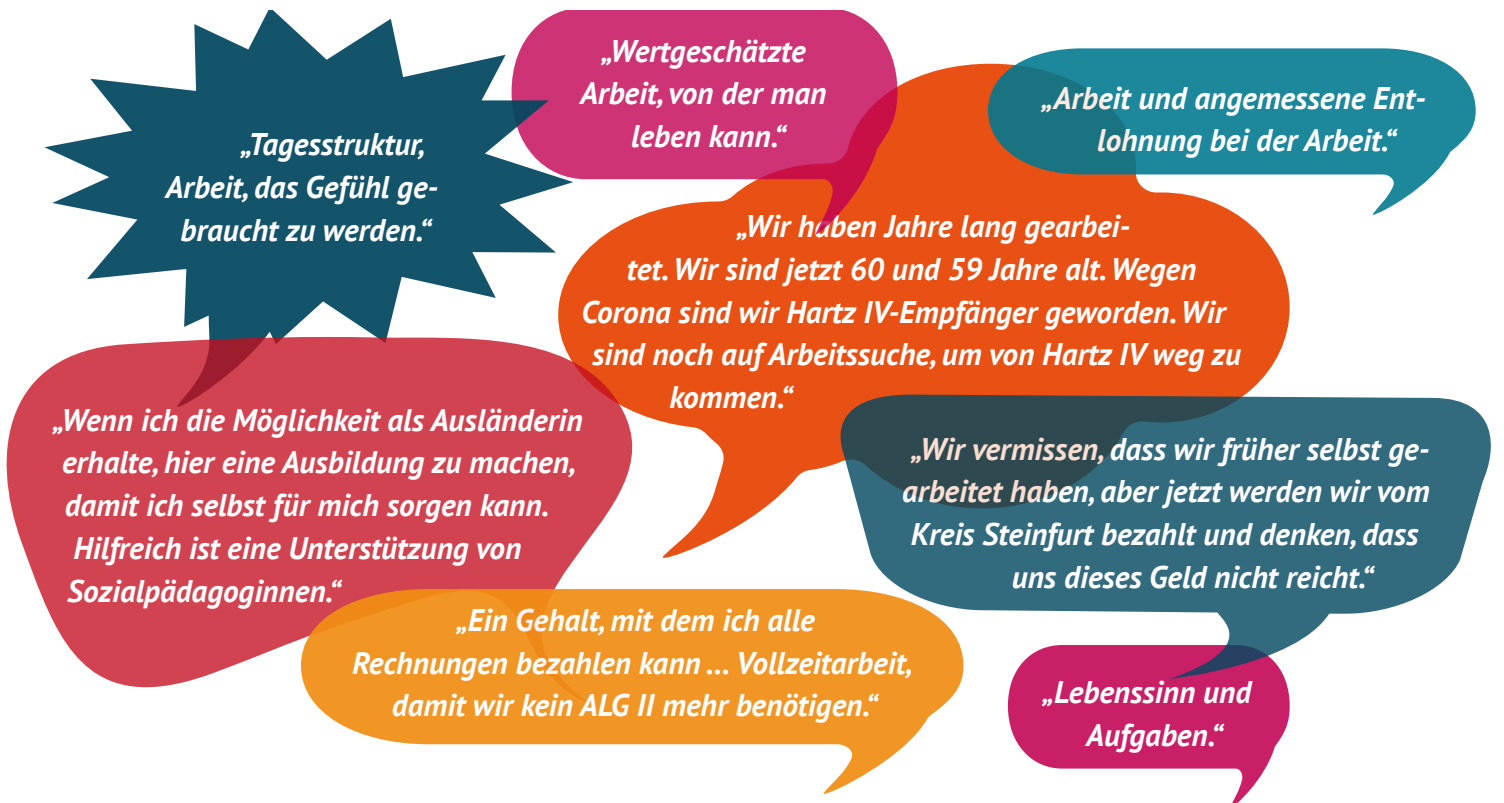 „Tagesstruktur,
Arbeit, das Gefühl ge-
braucht zu werden.“
„Wertgeschätzte
Arbeit, von der man
leben kann.“
„Arbeit und angemessene Ent-
lohnung bei der Arbeit.“
„Wir haben Jahre lang gearbei-
tet. Wir sind jetzt 60 und 59 Jahre alt. Wegen
Corona sind wir Hartz IV-Empfänger geworden. Wir
sind noch auf Arbeitssuche, um von Hartz IV weg zu
kommen.“
„Wenn ich die Möglichkeit als Ausländerin
erhalte, hier eine Ausbildung zu machen,
damit ich selbst für mich sorgen kann.
Hilfreich ist eine Unterstützung von
Sozialpädagoginnen.“
„Wir vermissen, dass wir früher selbst ge-
arbeitet haben, aber jetzt werden wir vom
Kreis Steinfurt bezahlt und denken, dass
uns dieses Geld nicht reicht.“
„Ein Gehalt, mit dem ich alle
Rechnungen bezahlen kann ... Vollzeitarbeit,
damit wir kein ALG II mehr benötigen.“
„Lebenssinn und
Aufgaben.“